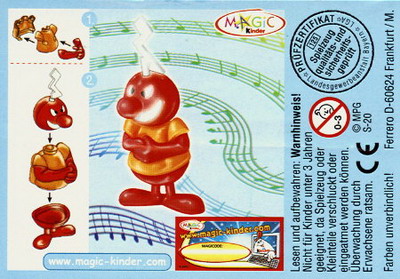 1
2
MAGIC
Kinder
www.magic-kinder.com
MAGICODE:
www.magic-kinder.com
PRÜFZERTIFIKAT
Spielzeug
sicherheits
geprüft
Landesgewerbeanstalt Bayern
LGA
0-3
© MPG
S-20
CE
Lesen und aufbewahren: Warnhinweis!
Nicht für Kinder unter 3 Jahren
geeignet, da Spielzeug oder
Kleinteile verschluckt oder
eingeatmet werden können.
Überwachung durch
Erwachsene ratsam.
Farben unverbindlich!
Ferrero D-60624 Frankfurt / M.